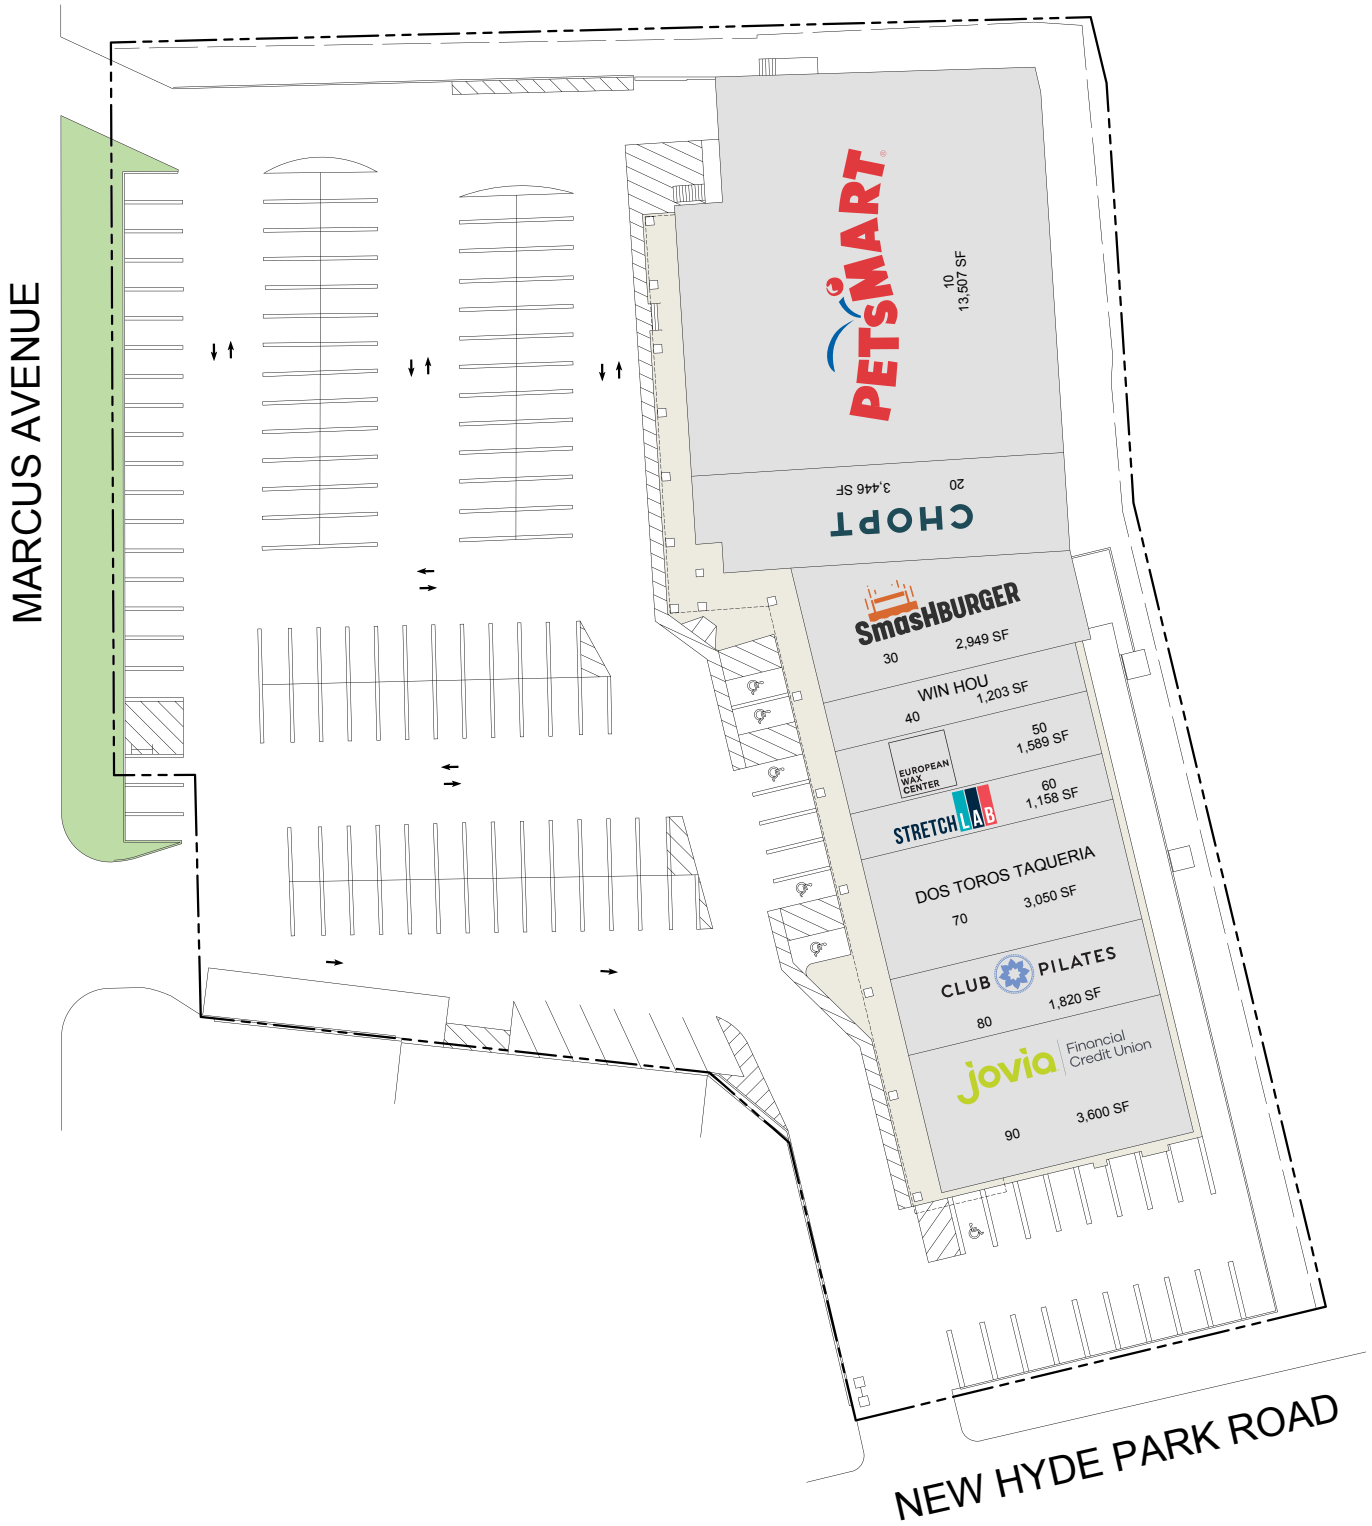 MARCUS AVENUE
PETSMART®
10
13,507 SF
20
3,446 SF
CHOPT
SmasHBURGER
30
2,949 SF
WIN HOU
40
1,203 SF
EUROPEAN
WAX
CENTER
50
1,589 SF
STRETCH LAB
60
1,158 SF
DOS TOROS TAQUERIA
70
3,050 SF
CLUB PILATES
80
1,820 SF
jovia
Financial
Credit Union
90
3,600 SF
NEW HYDE PARK ROAD